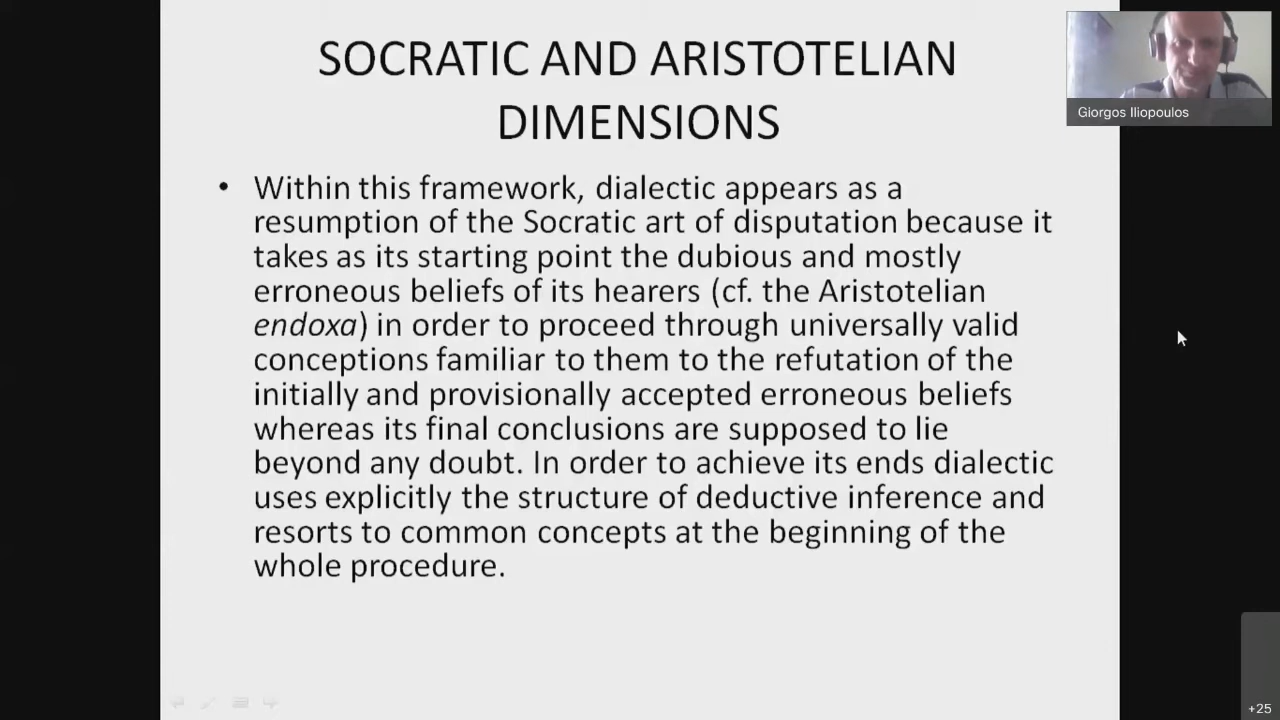 SOCRATIC AND ARISTOTELIAN
DIMENSIONS
Giorgos Iliopoulos
• Within this framework, dialectic appears as a
resumption of the Socratic art of disputation because it
takes as its starting point the dubious and mostly
erroneous beliefs of its hearers (cf. the Aristotelian
endoxa) in order to proceed through universally valid
conceptions familiar to them to the refutation of the
initially and provisionally accepted erroneous beliefs
whereas its final conclusions are supposed to lie
beyond any doubt. In order to achieve its ends dialectic
uses explicitly the structure of deductive inference and
resorts to common concepts at the beginning of the
whole procedure.
+25